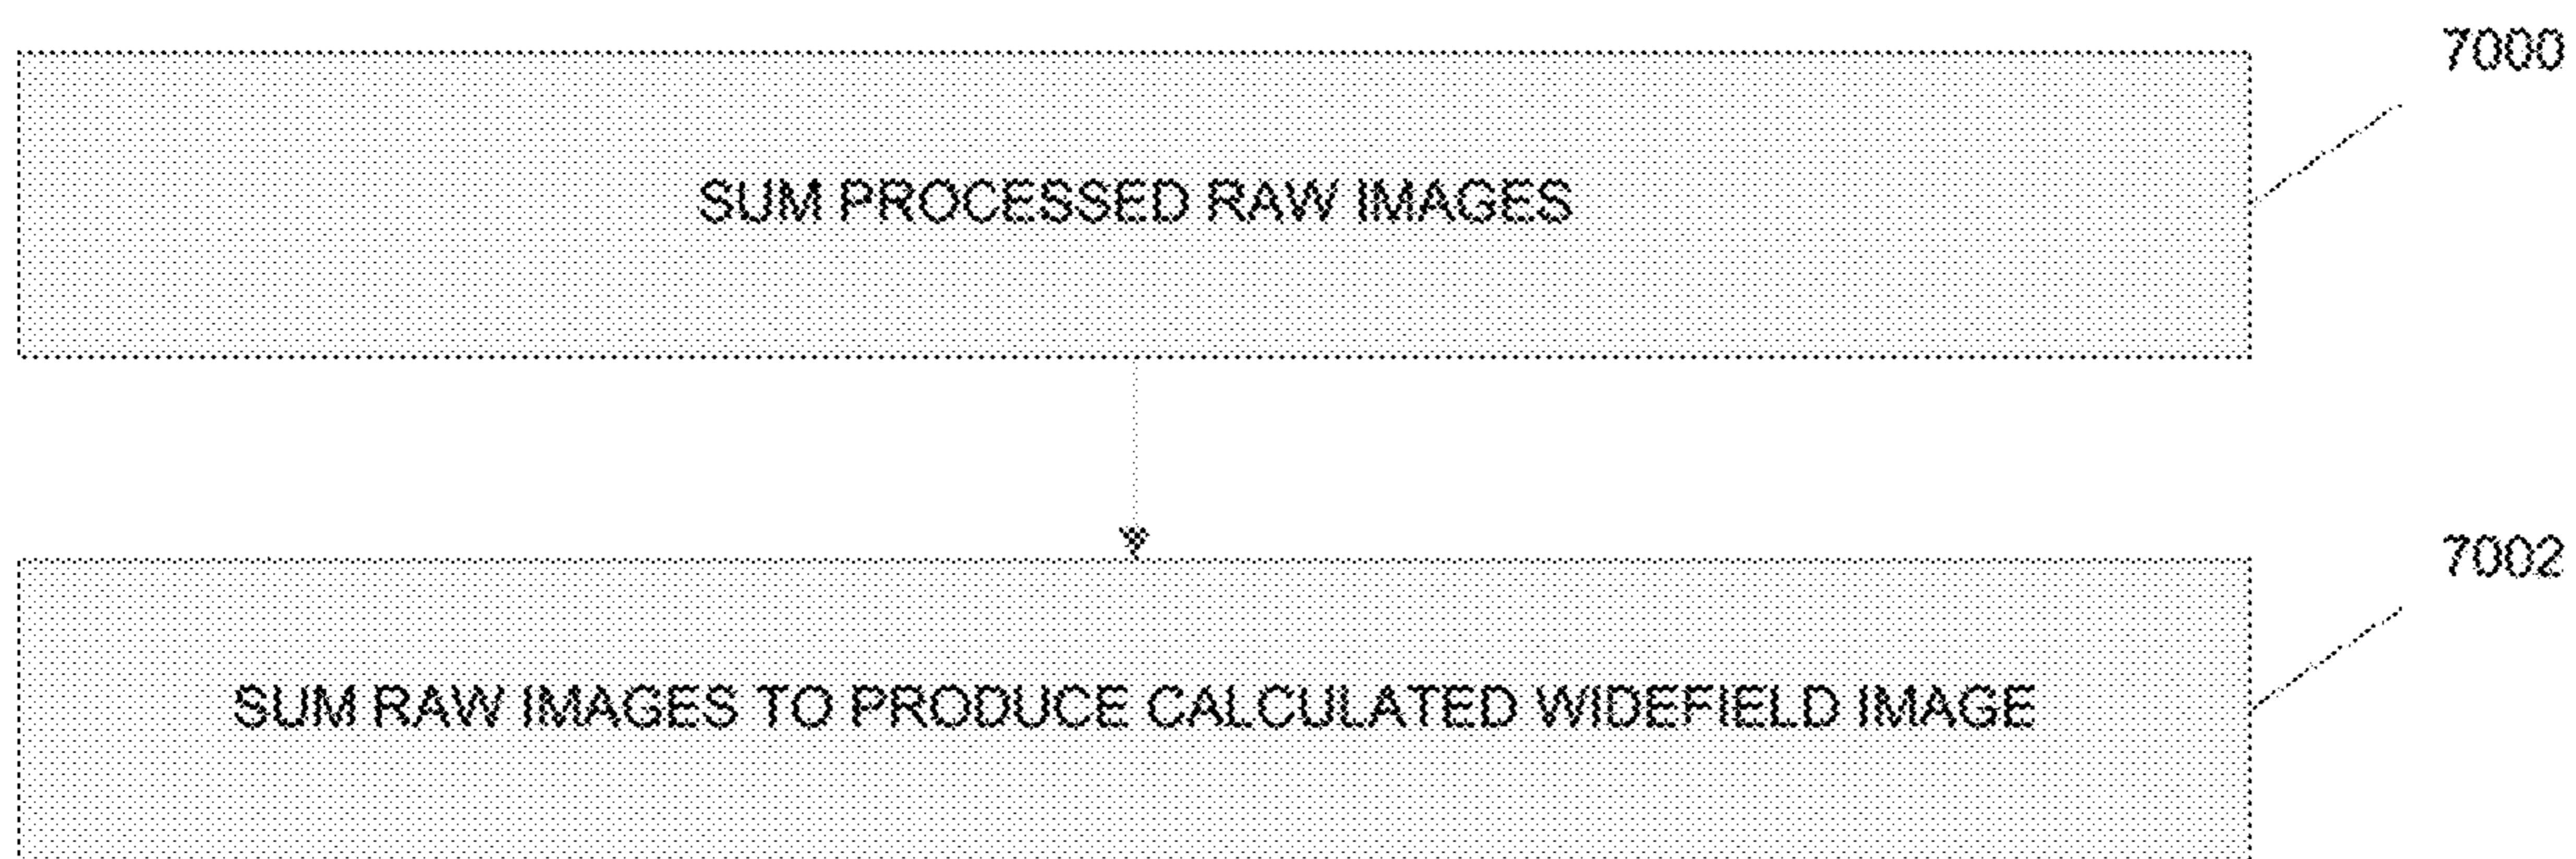 7000
SUM PROCESSED RAW IMAGES
7002
SUM RAW IMAGES TO PRODUCE CALCULATED WIDEFIELD IMAGE